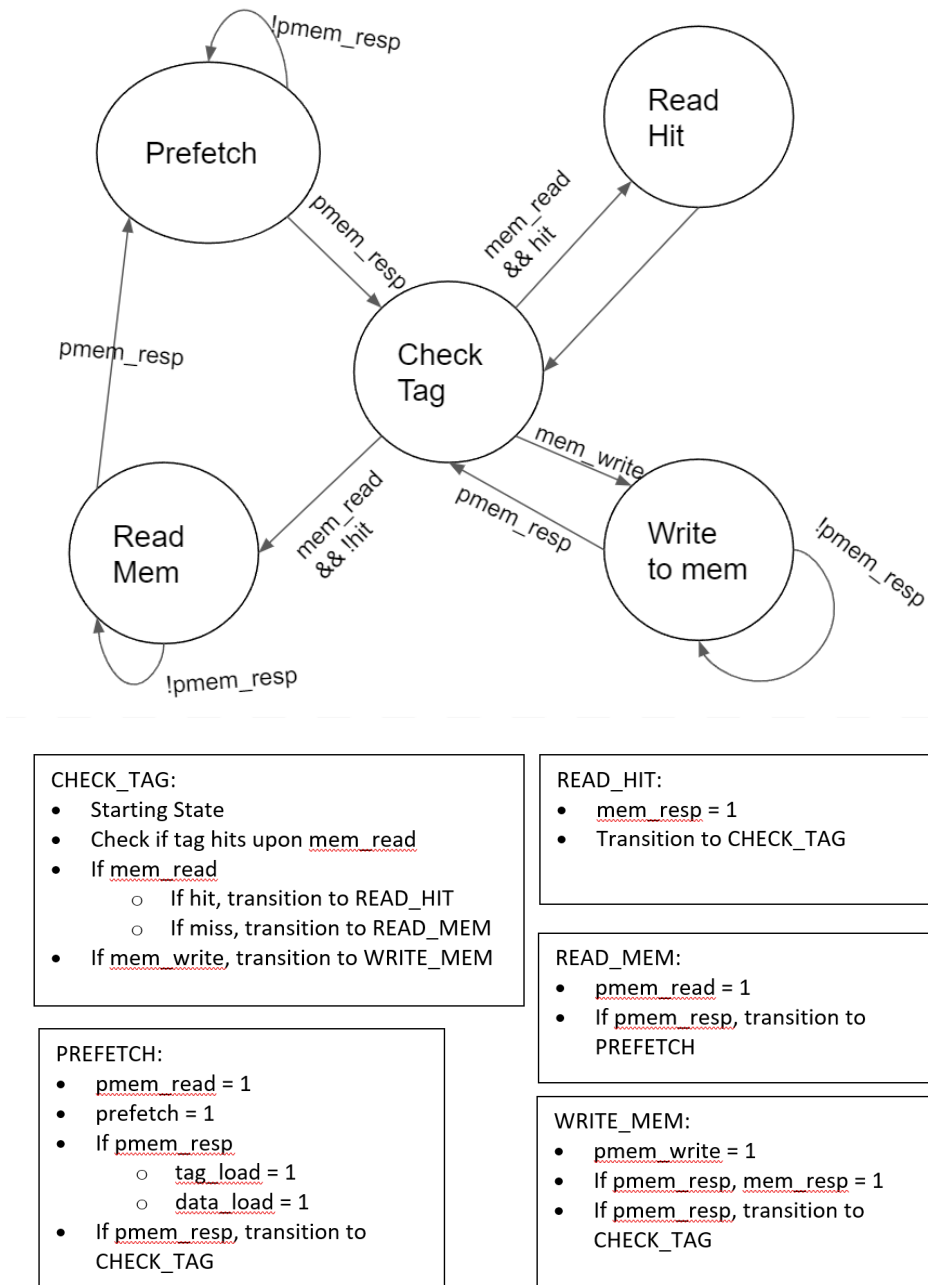 !pmem_resp
Prefetch
Read
Hit
pmem_resp
mem_read
&& hit
pmem_resp
Check
Tag
mem_write
pmem_resp
mem_read
&& !hit
Read
Mem
Write
to mem
!pmem_resp
!pmem_resp
CHECK_TAG:
• Starting State
• Check if tag hits upon mem_read
• If mem_read
o If hit, transition to READ_HIT
o If miss, transition to READ_MEM
• If mem_write, transition to WRITE_MEM
READ_HIT:
• mem_resp = 1
• Transition to CHECK_TAG
READ_MEM:
• pmem_read = 1
• If pmem_resp, transition to
PREFETCH
PREFETCH:
• pmem_read = 1
• prefetch = 1
• If pmem_resp
o tag_load = 1
o data_load = 1
• If pmem_resp, transition to
CHECK_TAG
WRITE_MEM:
• pmem_write = 1
• If pmem_resp, mem_resp = 1
• If pmem_resp, transition to
CHECK_TAG